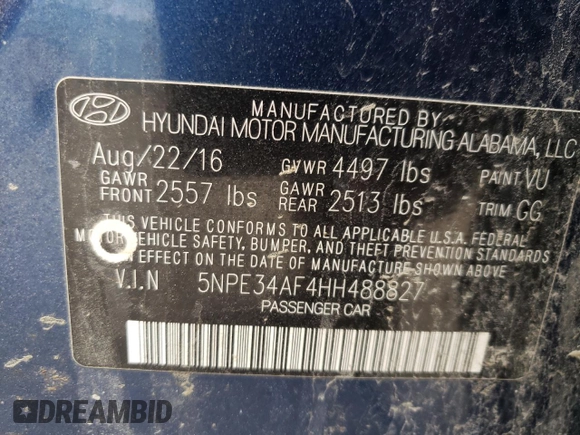 MANUFACTURED BY
HYUNDAI MOTOR MANUFACTURING ALABAMA, LLC
Aug/22/16 GVWR 4497 lbs PAINT VU
GAWR FRONT 2557 lbs GAWR REAR 2513 lbs TRIM GG
THIS VEHICLE CONFORMS TO ALL APPLICABLE U.S.A. FEDERAL
MOTOR VEHICLE SAFETY, BUMPER, AND THEFT PREVENTION STANDARDS
IN EFFECT ON THE DATE OF MANUFACTURE SHOWN ABOVE.
V.I.N 5NPE34AF4HH488827
PASSENGER CAR
DREAMBID